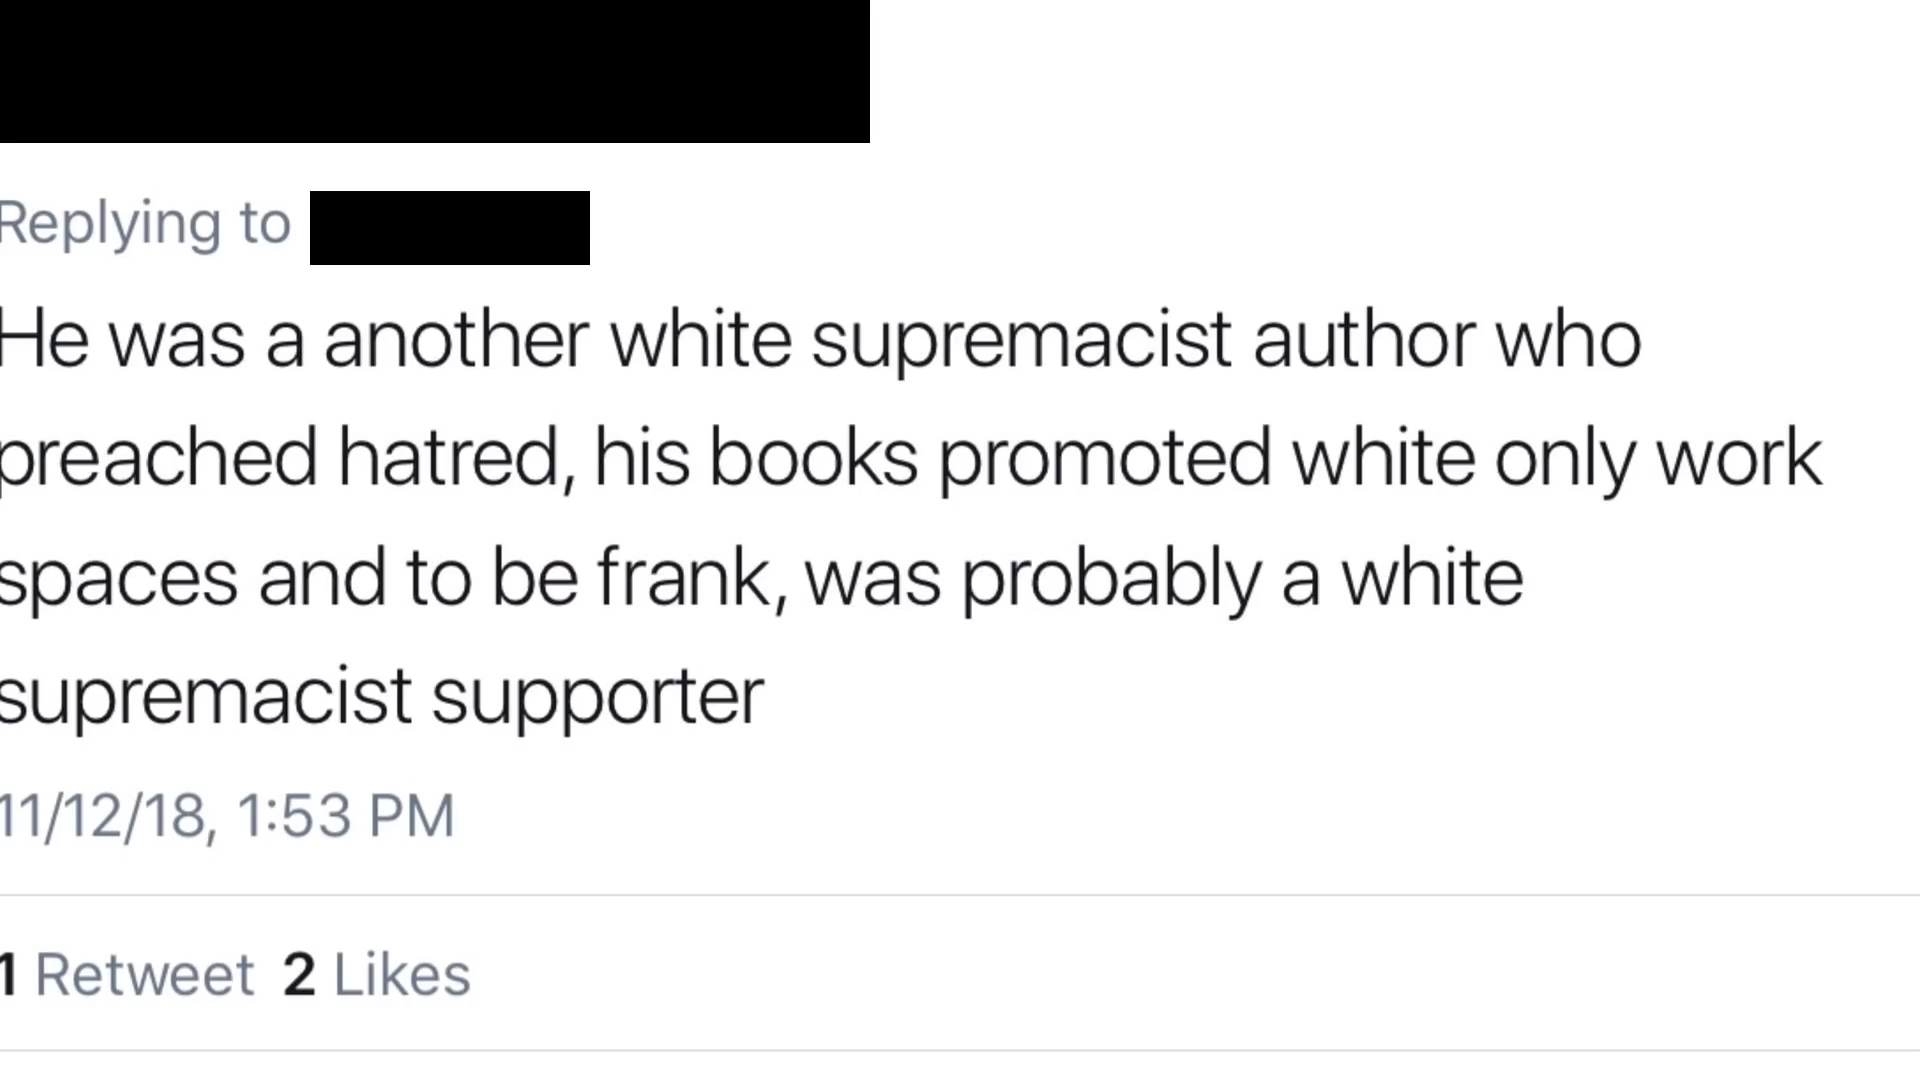 Replying to
He was a another white supremacist author who
preached hatred, his books promoted white only work
spaces and to be frank, was probably a white
supremacist supporter
11/12/18, 1:53 PM
1 Retweet 2 Likes